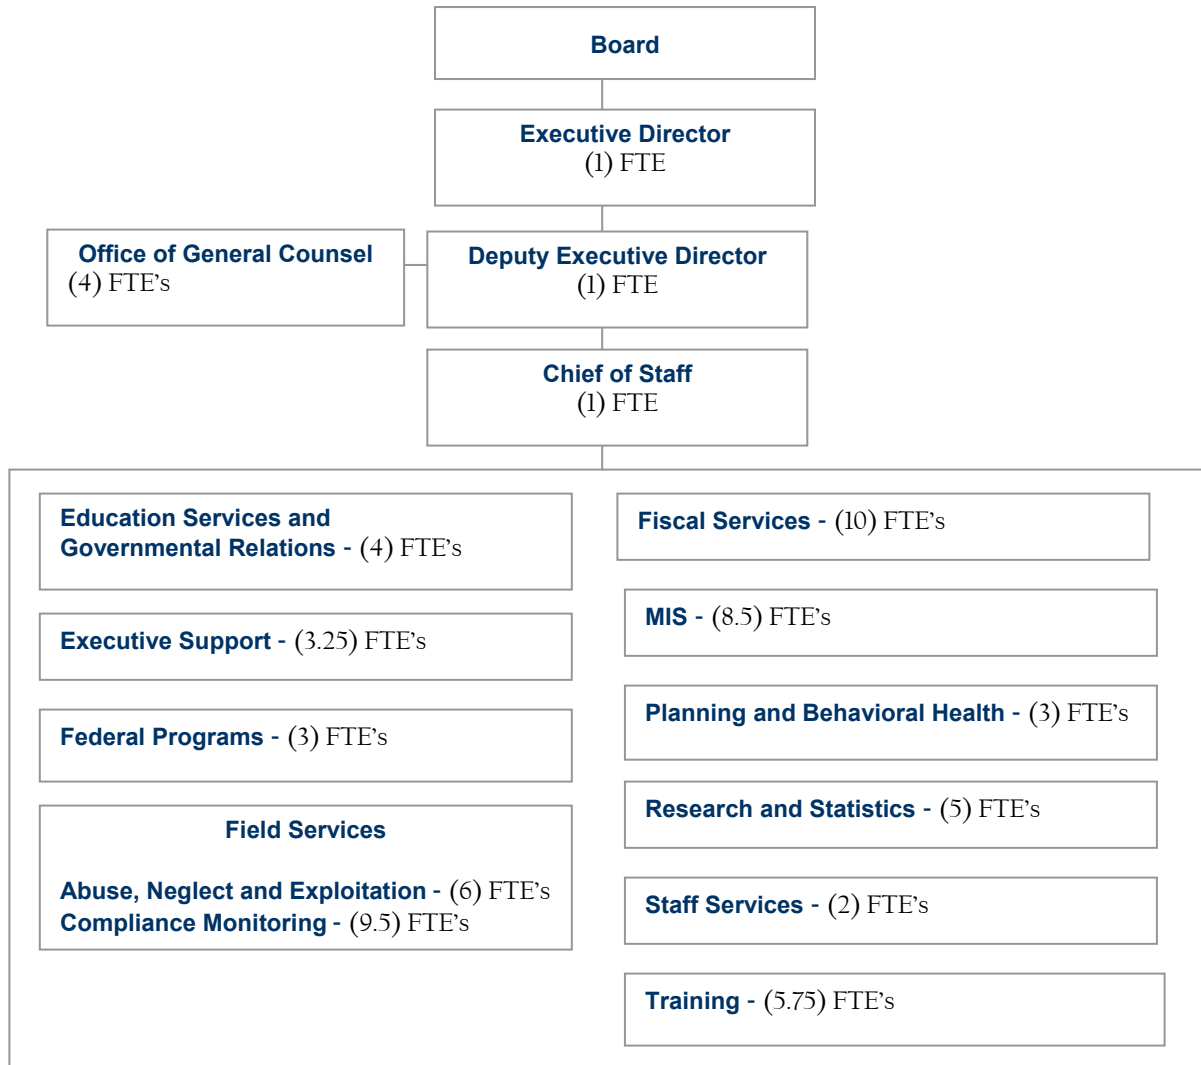 Board
Executive Director
(1) FTE
Office of General Counsel
(4) FTE’s
Deputy Executive Director
(1) FTE
Chief of Staff
(1) FTE
Education Services and
Governmental Relations - (4) FTE’s
Executive Support - (3.25) FTE’s
Federal Programs - (3) FTE’s
Field Services
Abuse, Neglect and Exploitation - (6) FTE’s
Compliance Monitoring - (9.5) FTE’s
Fiscal Services - (10) FTE’s
MIS - (8.5) FTE’s
Planning and Behavioral Health - (3) FTE’s
Research and Statistics - (5) FTE’s
Staff Services - (2) FTE’s
Training - (5.75) FTE’s